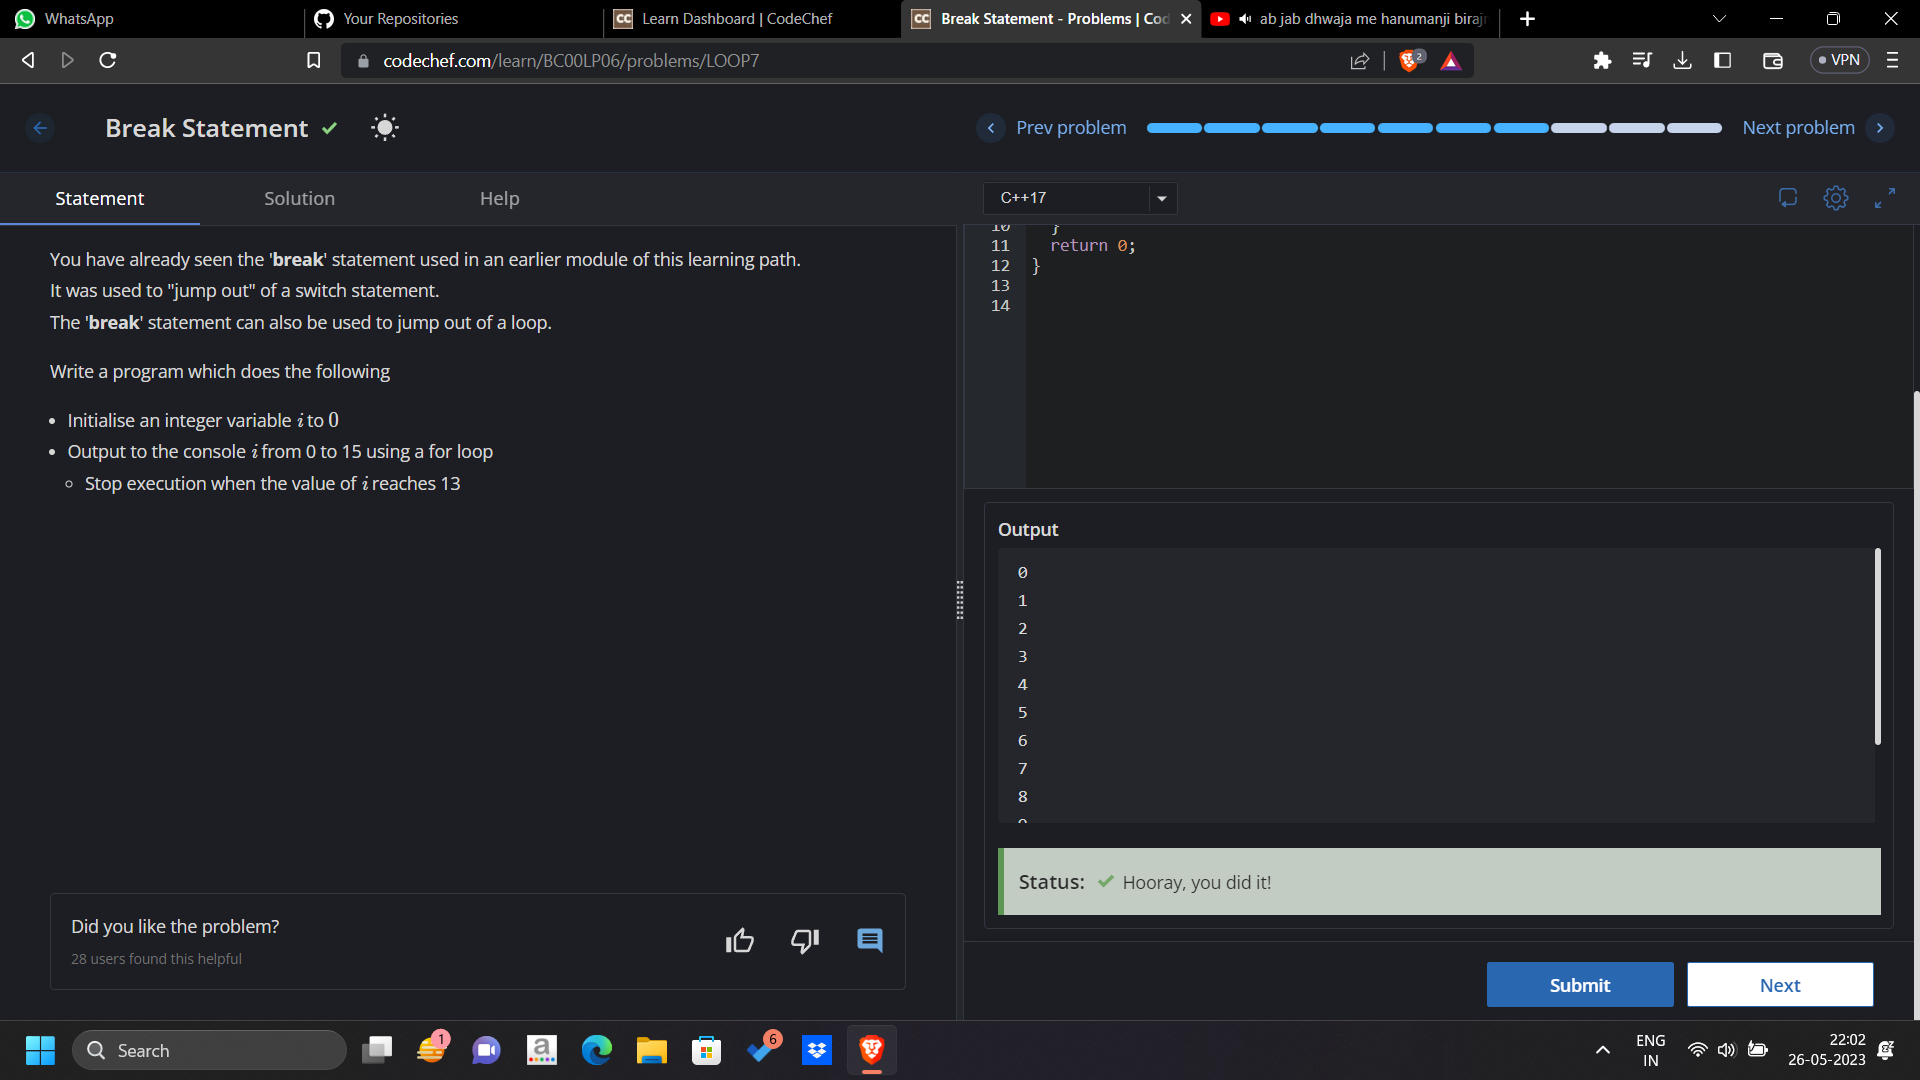 WhatsApp
Your Repositories
Learn Dashboard | CodeChef
Break Statement - Problems | Cod
ab jab dhwaja me hanumanji biraj
codechef.com/learn/BC00LP06/problems/LOOP7
2
VPN
Break Statement
Prev problem
Next problem
Statement
Solution
Help
C++17
You have already seen the 'break' statement used in an earlier module of this learning path.
It was used to "jump out" of a switch statement.
The 'break' statement can also be used to jump out of a loop.
Write a program which does the following
• Initialise an integer variable i to 0
• Output to the console i from 0 to 15 using a for loop
◦ Stop execution when the value of i reaches 13
Did you like the problem?
28 users found this helpful
10 }
11 return 0;
12 }
13
14
Output
0
1
2
3
4
5
6
7
8
Status: Hooray, you did it!
Submit
Next
Search
1
a
6
ENG
IN
22:02
26-05-2023